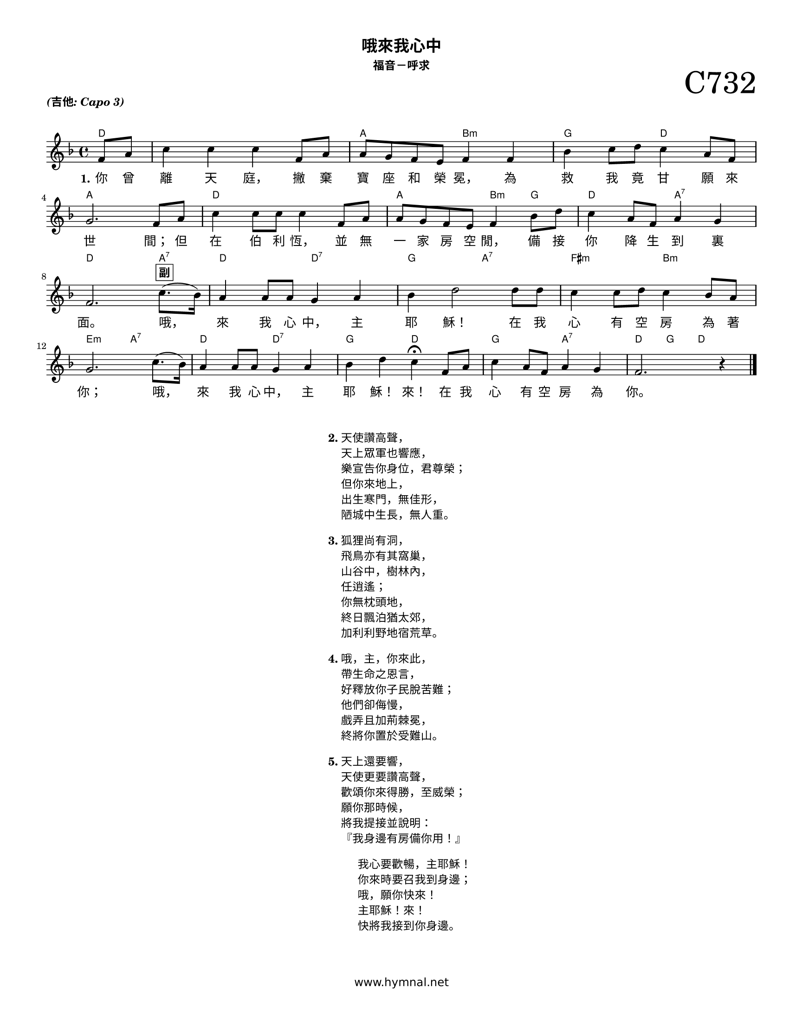 哦來我心中
福音－呼求
C732
(吉他: Capo 3)
D A Bm G D
1. 你 曾 離 天 庭， 撇 棄 寶 座 和 榮 冕， 為 救 我 竟 甘 願 來
4 A D A Bm G D A7
世 間；但 在 伯 利 恆， 並 無 一 家 房 空 閒， 備 接 你 降 生 到 裏
D A7 D D7 G A7 F#m Bm
8 副
面。 哦， 來 我 心 中， 主 耶 穌！ 在 我 心 有 空 房 為 著
12 Em A7 D D7 G D G A7 D G D
你； 哦， 來 我 心 中， 主 耶 穌！來！在 我 心 有 空 房 為 你。
2. 天使讚高聲，
天上眾軍也響應，
樂宣告你身位，君尊榮；
但你來地上，
出生寒門，無佳形，
陋城中生長，無人重。
3. 狐狸尚有洞，
飛鳥亦有其窩巢，
山谷中，樹林內，
任逍遙；
你無枕頭地，
終日飄泊猶太郊，
加利利野地宿荒草。
4. 哦，主，你來此，
帶生命之恩言，
好釋放你子民脫苦難；
他們卻侮慢，
戲弄且加荊棘冕，
終將你置於受難山。
5. 天上還要響，
天使更要讚高聲，
歡頌你來得勝，至威榮；
願你那時候，
將我提接並說明：
『我身邊有房備你用！』
我心要歡暢，主耶穌！
你來時要召我到身邊；
哦，願你快來！
主耶穌！來！
快將我接到你身邊。
www.hymnal.net